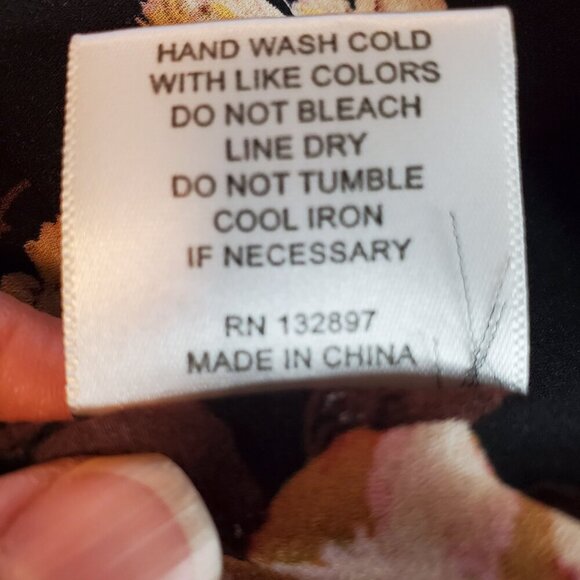 HAND WASH COLD
WITH LIKE COLORS
DO NOT BLEACH
LINE DRY
DO NOT TUMBLE
COOL IRON
IF NECESSARY
RN 132897
MADE IN CHINA